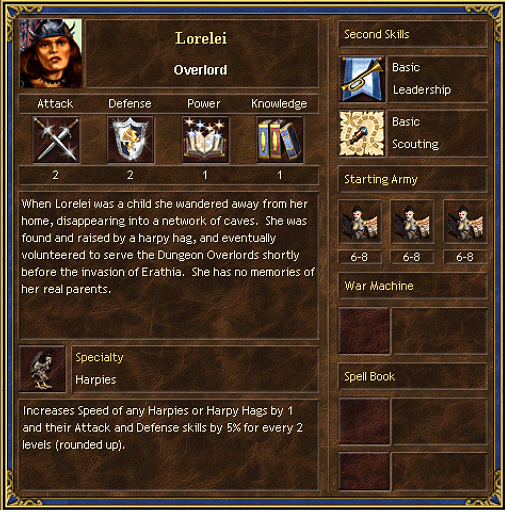 Lorelei
Overlord
Attack Defense Power Knowledge
2 2 1 1
When Lorelei was a child she wandered away from her
home, disappearing into a network of caves. She was
found and raised by a harpy hag, and eventually
volunteered to serve the Dungeon Overlords shortly
before the invasion of Erathia. She has no memories of
her real parents.
Specialty
Harpies
Increases Speed of any Harpies or Harpy Hags by 1
and their Attack and Defense skills by 5% for every 2
levels (rounded up).
Second Skills
Basic
Leadership
Basic
Scouting
Starting Army
6-8 6-8 6-8
War Machine
Spell Book